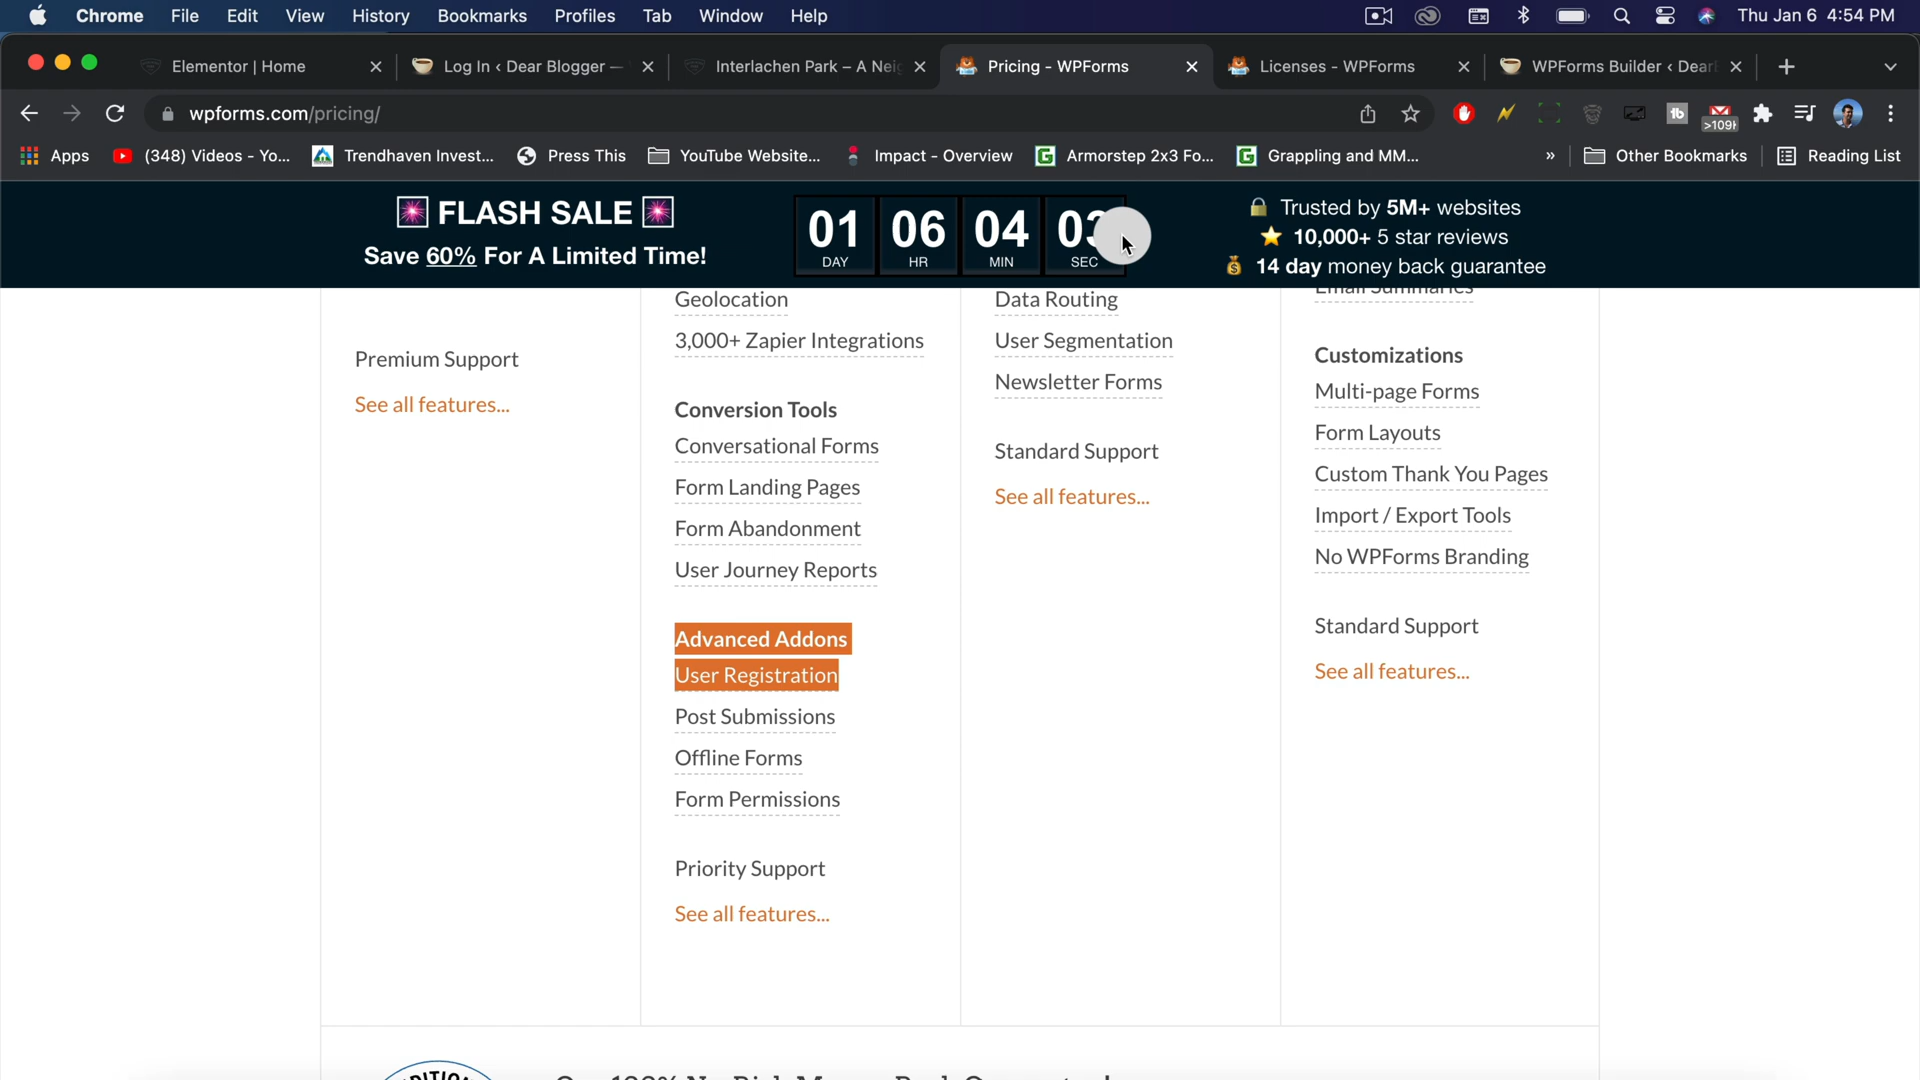 Chrome File Edit View History Bookmarks Profiles Tab Window Help Thu Jan 6 4:54 PM
Elementor | Home Log In ‹ Dear Blogger — Interlachen Park – A Nei Pricing - WPForms Licenses - WPForms WPForms Builder ‹ Dear
wpforms.com/pricing/ >109k
Apps (348) Videos - Yo... Trendhaven Invest... Press This YouTube Website... Impact - Overview Armorstep 2x3 Fo... Grappling and MM... » Other Bookmarks Reading List
FLASH SALE
Save 60% For A Limited Time!
01 06 04 03
DAY HR MIN SEC
Trusted by 5M+ websites
10,000+ 5 star reviews
14 day money back guarantee
Premium Support
See all features...
Geolocation
3,000+ Zapier Integrations
Conversion Tools
Conversational Forms
Form Landing Pages
Form Abandonment
User Journey Reports
Advanced Addons
User Registration
Post Submissions
Offline Forms
Form Permissions
Priority Support
See all features...
Data Routing
User Segmentation
Newsletter Forms
Standard Support
See all features...
Email Summaries
Customizations
Multi-page Forms
Form Layouts
Custom Thank You Pages
Import / Export Tools
No WPForms Branding
Standard Support
See all features...